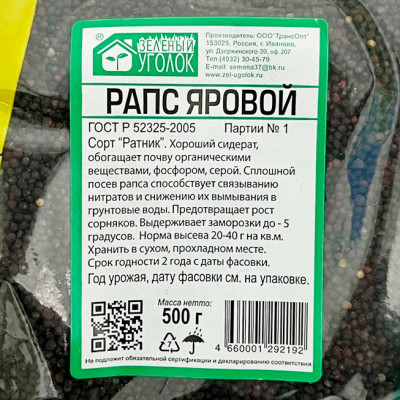 ЗЕЛЕНЫЙ
УГОЛОК
®
Производитель: ООО"ТрансОпт"
153025, Россия, г. Иваново,
ул. Дзержинского 39, оф. 206
Тел.(4932) 30-45-79
E-mail: semena37@bk.ru
www.zel-ugolok.ru
РАПС ЯРОВОЙ
ГОСТ Р 52325-2005 Партии № 1
Сорт "Ратник". Хороший сидерат,
обогащает почву органическими
веществами, фосфором, серой. Сплошной
посев рапса способствует связыванию
нитратов и снижению их вымывания в
грунтовые воды. Предотвращает рост
сорняков. Выдерживает заморозки до - 5
градусов. Норма высева 20-40 г на кв.м.
Хранить в сухом, прохладном месте.
Срок годности 2 года с даты фасовки.
Год урожая, дату фасовки см. на упаковке.
Масса нетто:
500 г
4 660001 292192
Не подлежит обязательной сертификации и декларированию соответствия